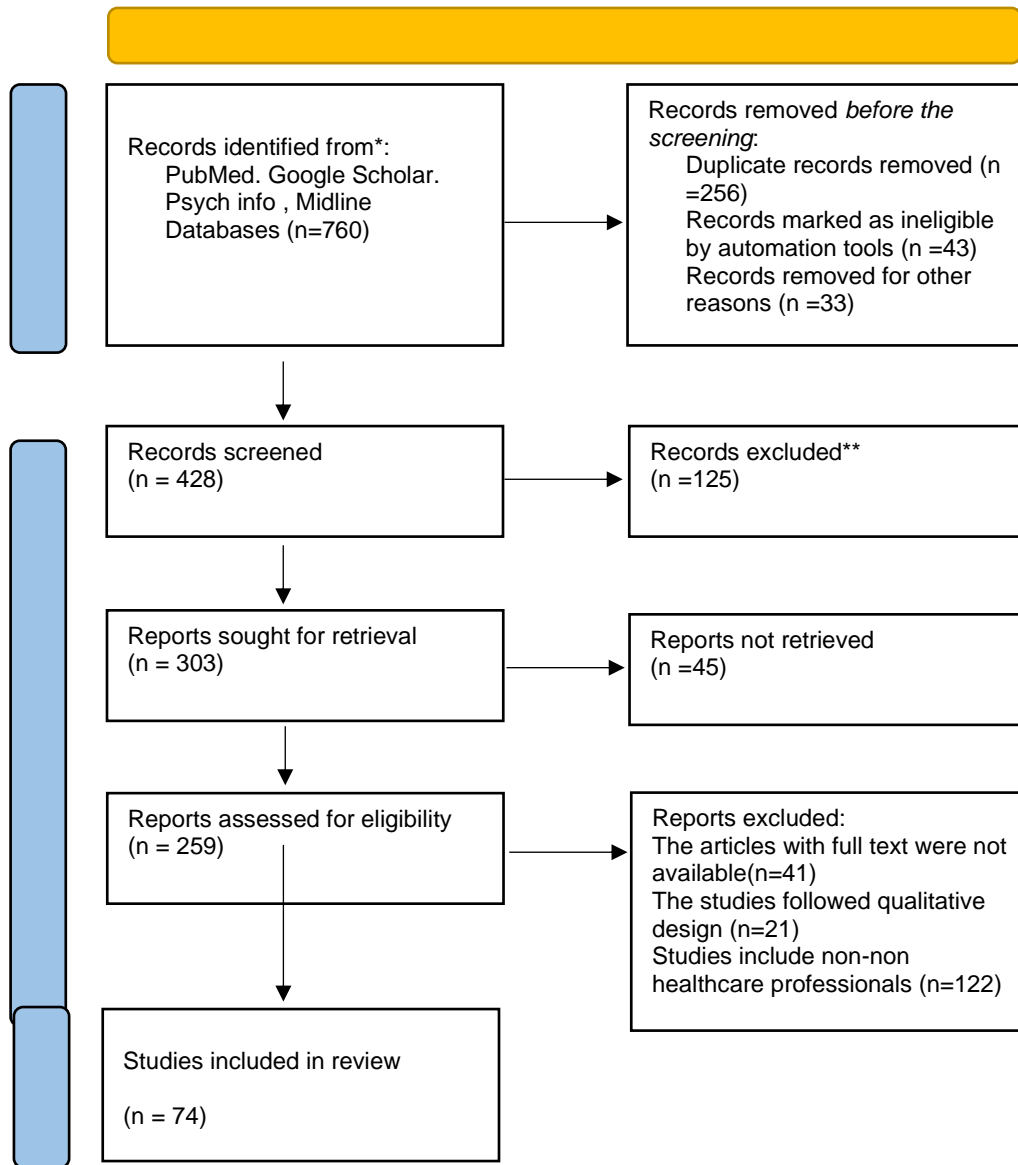 Records identified from*:
PubMed. Google Scholar.
Psych info , Midline
Databases (n=760)
Records removed before the
screening:
Duplicate records removed (n
=256)
Records marked as ineligible
by automation tools (n =43)
Records removed for other
reasons (n =33)
Records screened
(n = 428)
Records excluded**
(n =125)
Reports sought for retrieval
(n = 303)
Reports not retrieved
(n =45)
Reports assessed for eligibility
(n = 259)
Reports excluded:
The articles with full text were not
available(n=41)
The studies followed qualitative
design (n=21)
Studies include non-non
healthcare professionals (n=122)
Studies included in review
(n = 74)